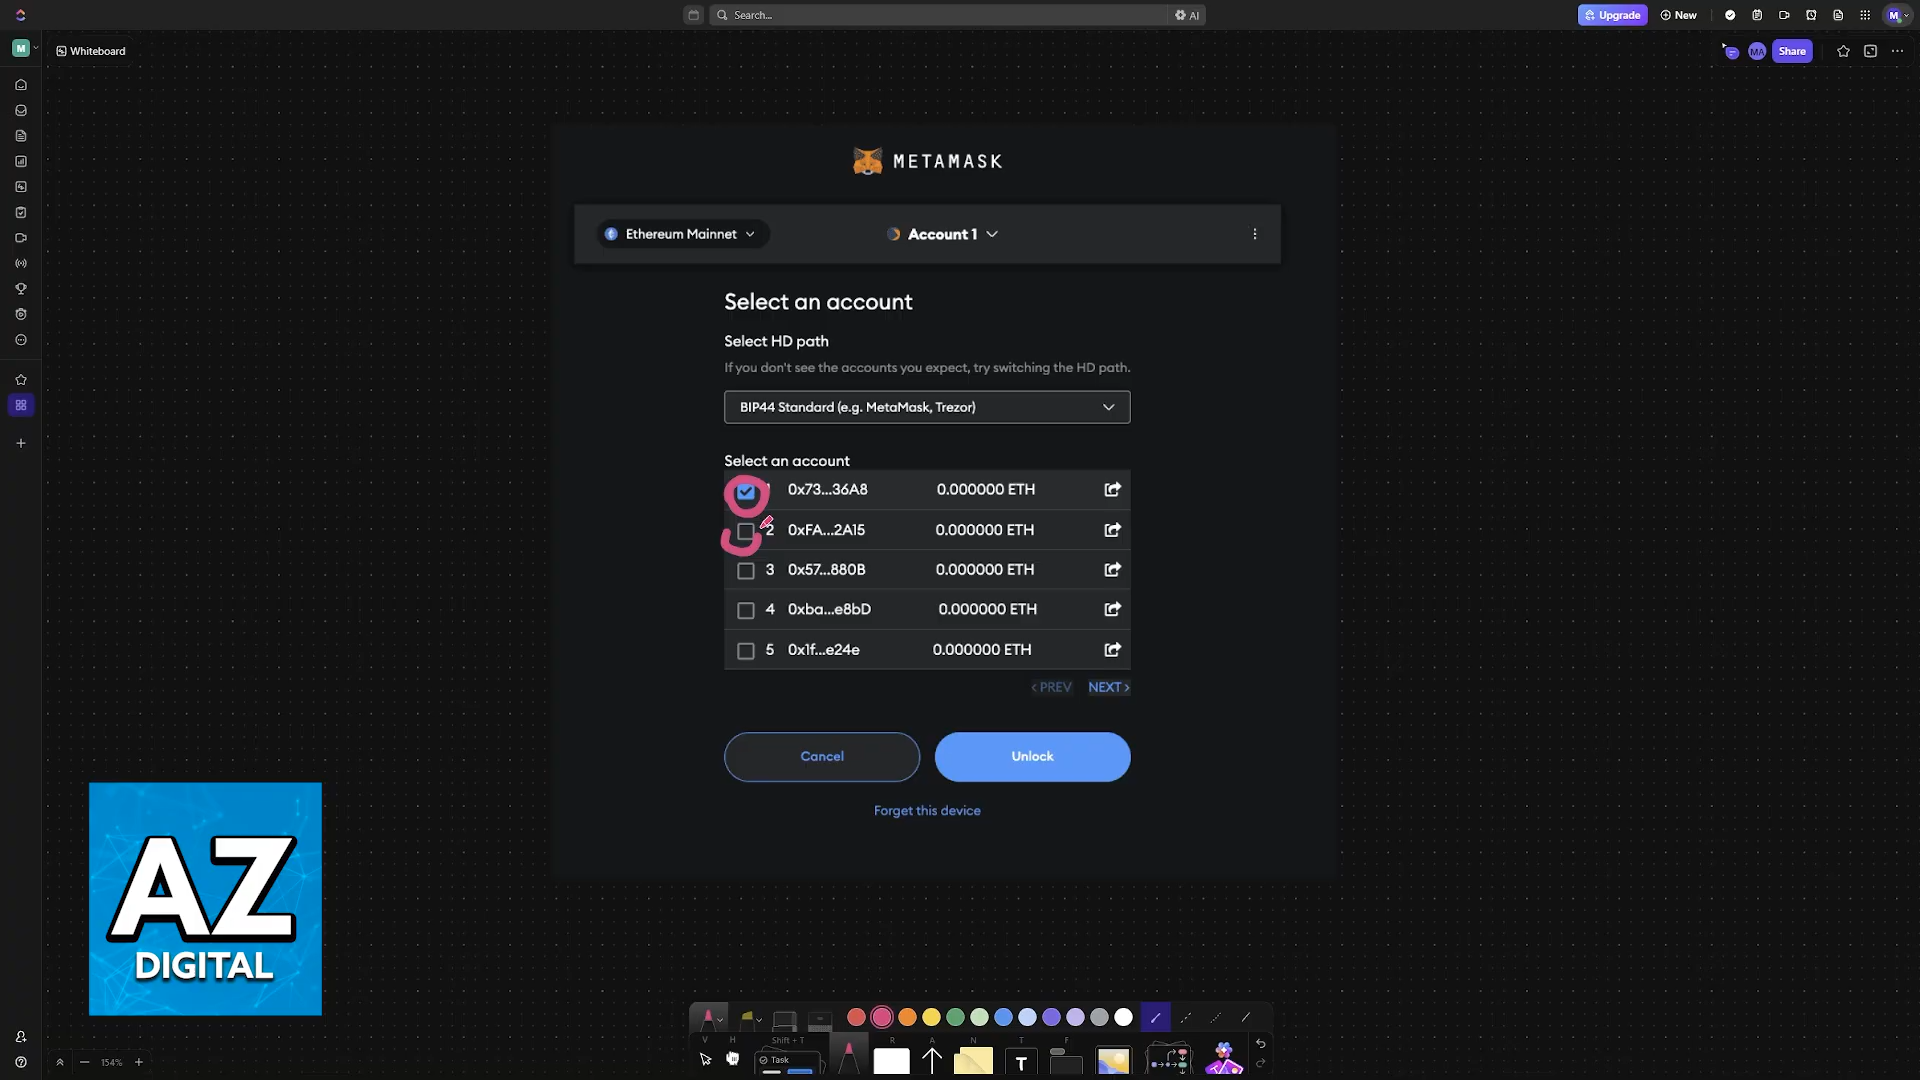 Search...
AI
Upgrade
New
M
M
Whiteboard
MA
Share
METAMASK
Ethereum Mainnet
Account 1
Select an account
Select HD path
If you don't see the accounts you expect, try switching the HD path.
BIP44 Standard (e.g. MetaMask, Trezor)
Select an account
0x73...36A8 0.000000 ETH
2 0xFA...2A15 0.000000 ETH
3 0x57...880B 0.000000 ETH
4 0xba...e8bD 0.000000 ETH
5 0x1f...e24e 0.000000 ETH
< PREV NEXT >
Cancel
Unlock
Forget this device
AZ
DIGITAL
V H Shift + T R A N T F
Task
T
154%